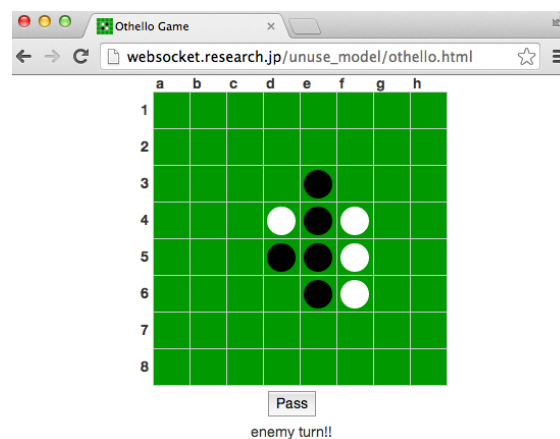 Othello Game
websocket.research.jp/unuse_model/othello.html
a b c d e f g h
1
2
3
4
5
6
7
8
Pass
enemy turn!!